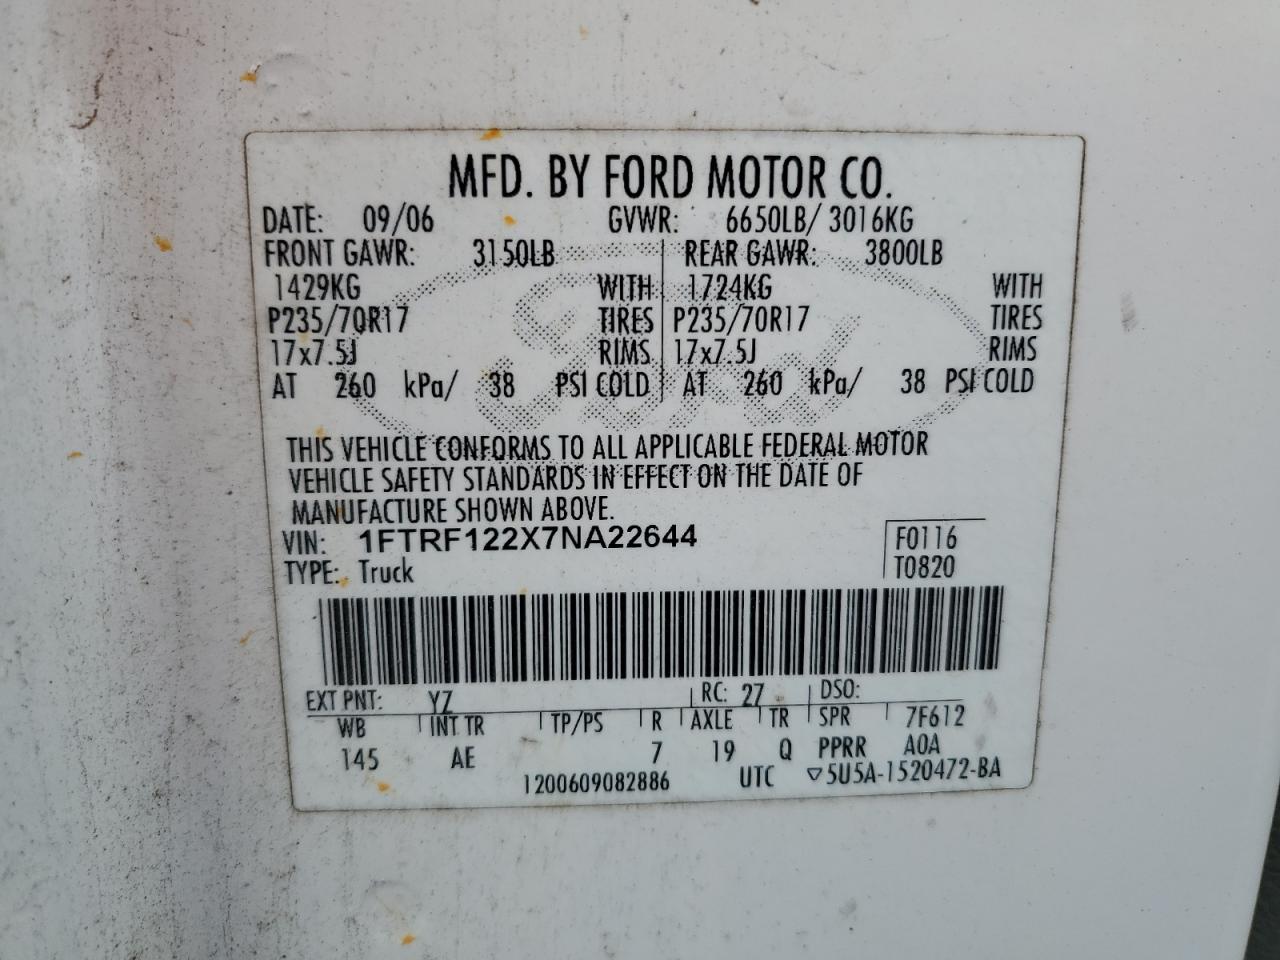 MFD. BY FORD MOTOR CO.
DATE: 09/06 GVWR: 6650LB/ 3016KG
FRONT GAWR: 3150LB REAR GAWR: 3800LB
1429KG WITH 1724KG WITH
P235/70R17 TIRES P235/70R17 TIRES
17x7.5J RIMS 17x7.5J RIMS
AT 260 kPa/ 38 PSI COLD AT 260 kPa/ 38 PSI COLD
Ford
THIS VEHICLE CONFORMS TO ALL APPLICABLE FEDERAL MOTOR
VEHICLE SAFETY STANDARDS IN EFFECT ON THE DATE OF
MANUFACTURE SHOWN ABOVE.
VIN: 1FTRF122X7NA22644 F0116
TYPE: Truck T0820
EXT PNT: YZ RC: 27 DSO:
WB INT TR TP/PS R AXLE TR SPR 7F612
145 AE 7 19 Q PPRR A0A
1200609082886 UTC ▽5U5A-1520472-BA